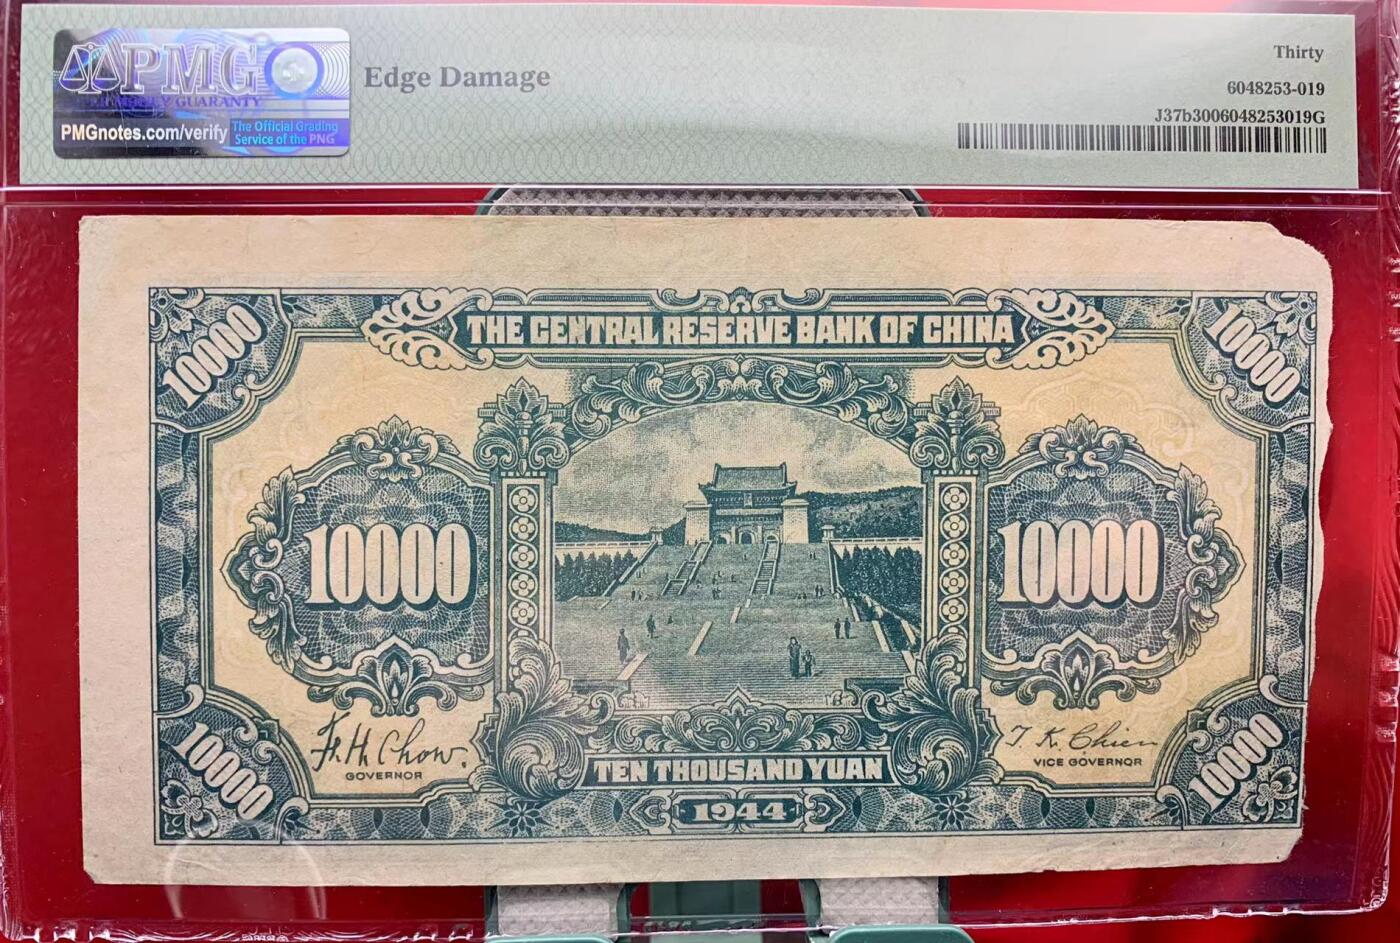 PMG
PMGnotes.com/verify
The Official Grading
Service of the PNG
Edge Damage
Thirty
6048253-019
J37b3006048253019G
10000
THE CENTRAL RESERVE BANK OF CHINA
10000
10000
10000
Fh. H. Chow.
GOVERNOR
T. K. Chien
VICE GOVERNOR
10000
TEN THOUSAND YUAN
10000
1944